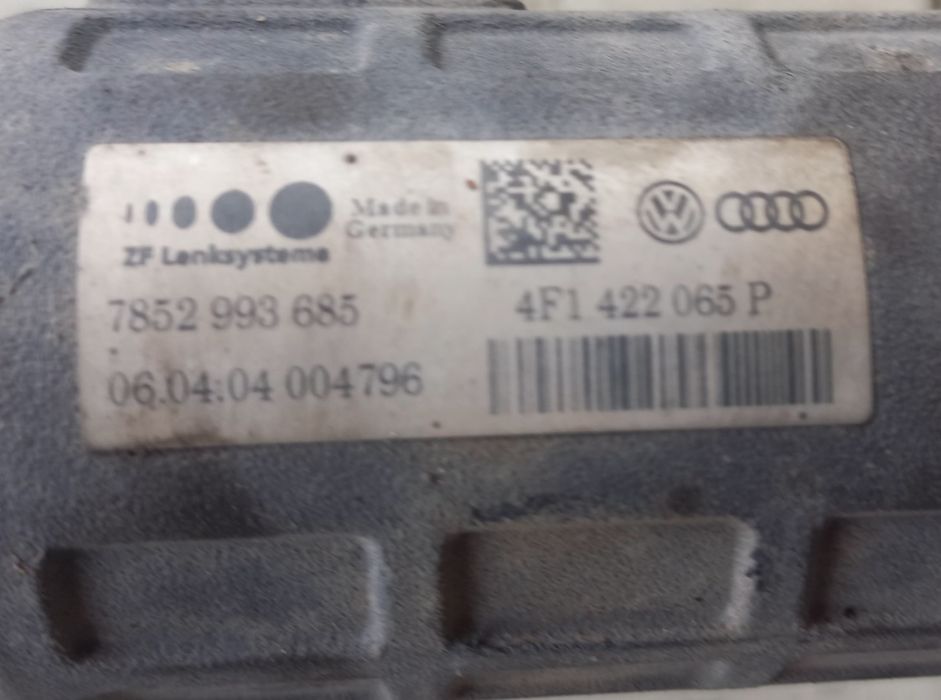 Made in
Germany
ZF Lenksysteme
7852 993 685
4F1 422 065 P
06.04:04 004796